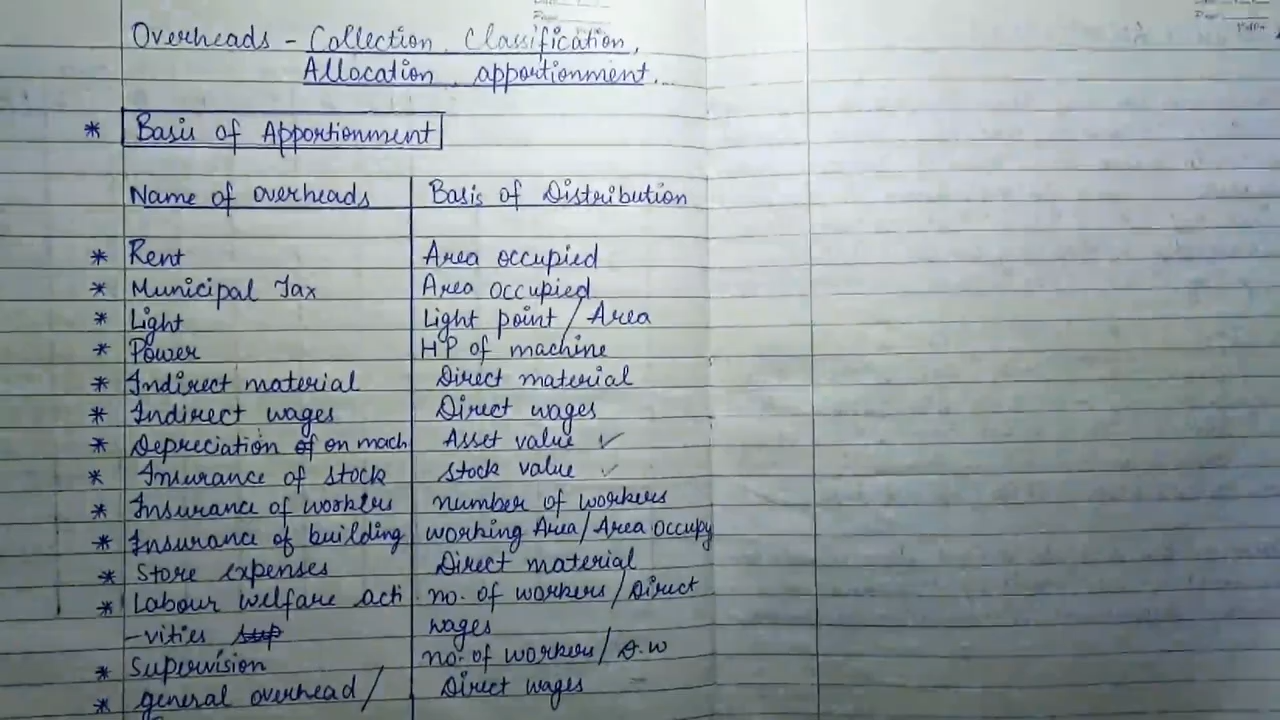 Overheads - Collection, Classification,
Allocation, apportionment.
* Basis of Apportionment
Name of overheads Basis of Distribution
* Rent Area occupied
* Municipal Tax Area occupied
* Light Light point / Area
* Power HP of machine
* Indirect material Direct material
* Indirect wages Direct wages
* Depreciation of on mach Asset value ✓
* Insurance of stock stock value ✓
* Insurance of workers number of workers
* Insurance of building working Area/Area occupy
* Store expenses Direct material
* Labour welfare acti no. of workers / Direct
-vities wages
* Supervision no. of workers / D.W
* general overhead / Direct wages